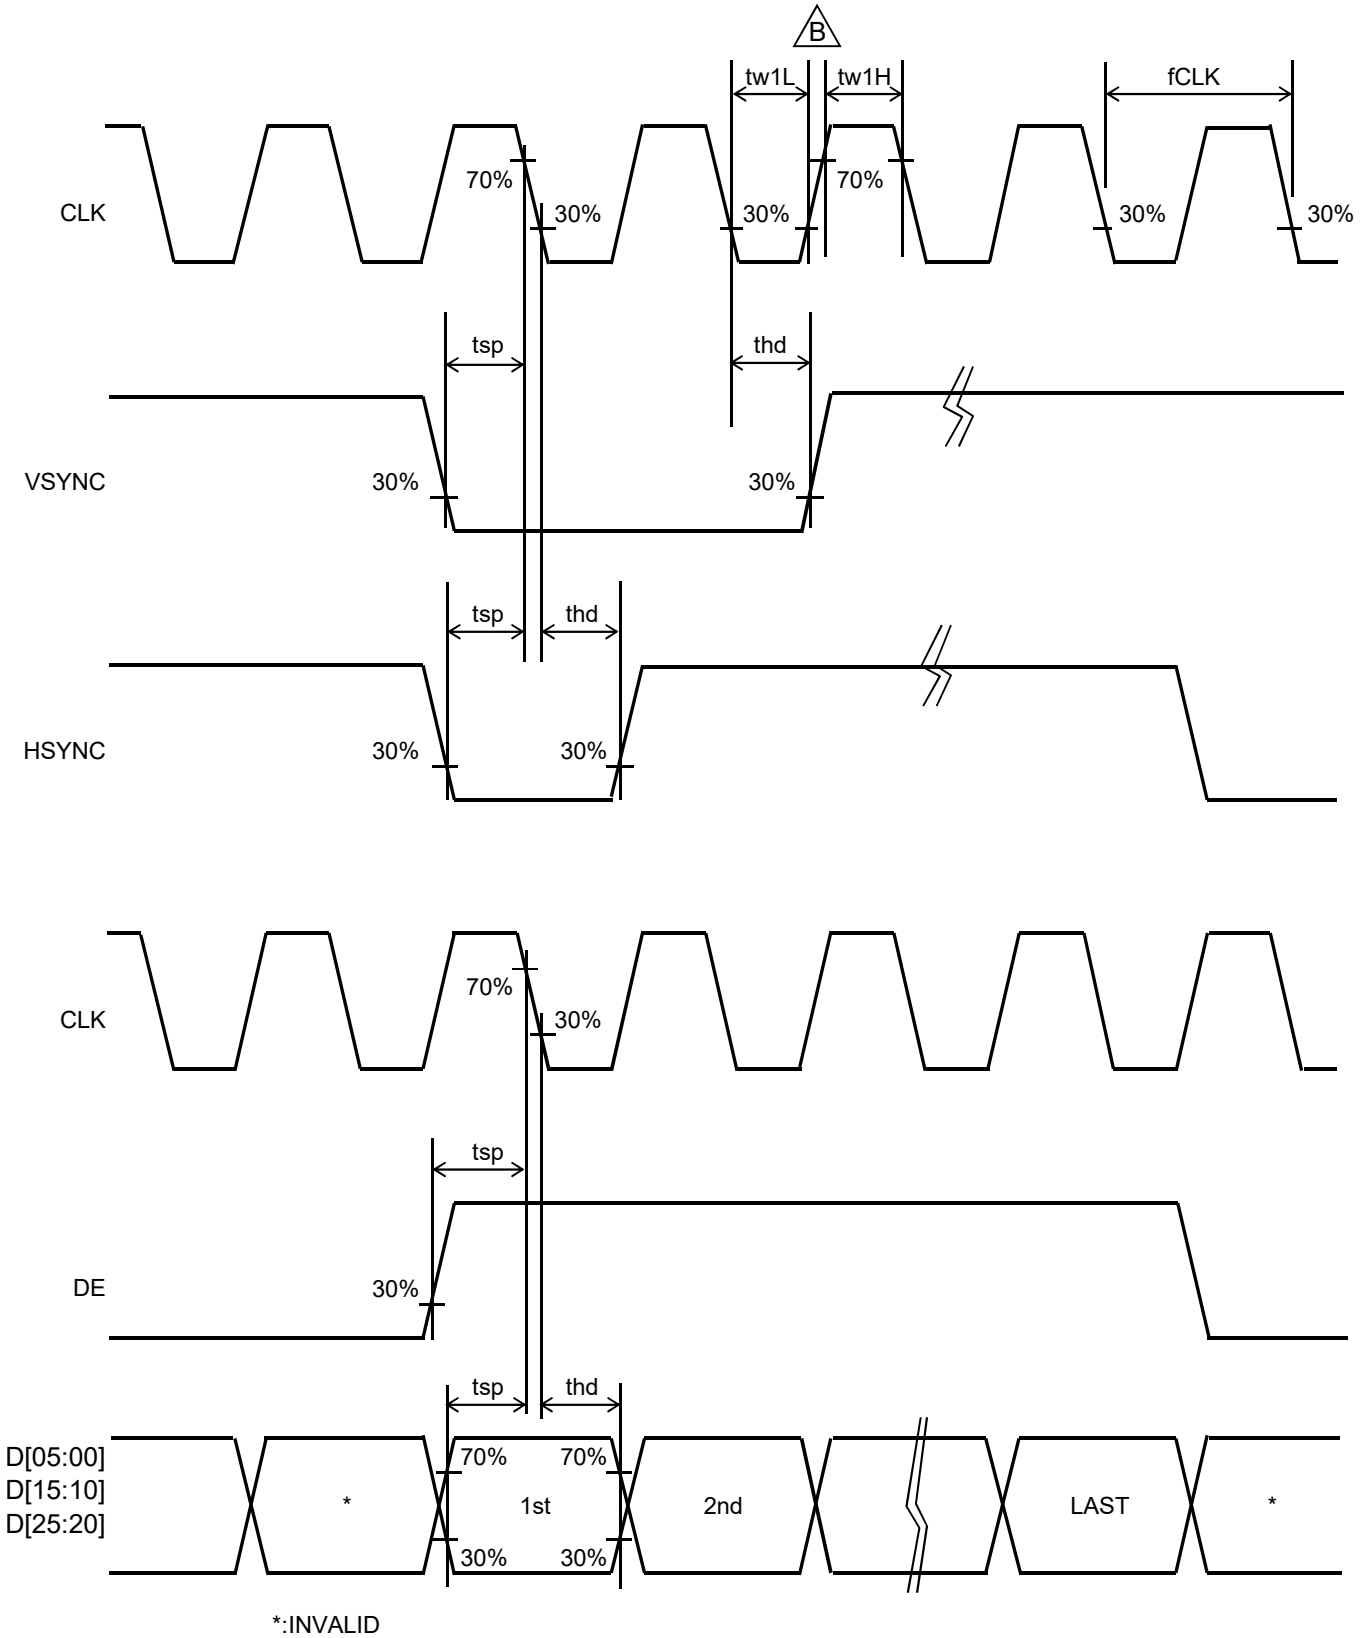 B
tw1L tw1H fCLK
70% 70%
CLK 30% 30% 30% 30%
tsp thd
VSYNC 30% 30%
tsp thd
HSYNC 30% 30%
70%
CLK 30%
tsp
DE 30%
tsp thd
D[05:00] 70% 70%
D[15:10] * 1st 2nd LAST *
D[25:20]
30% 30%
*:INVALID